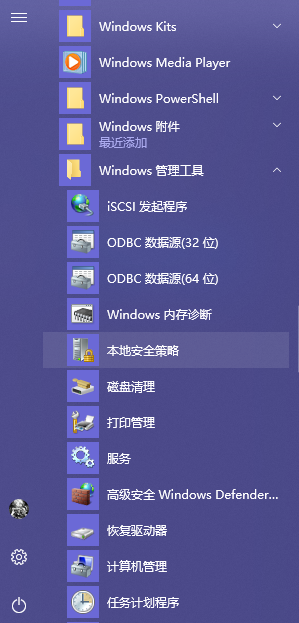 Windows Kits
Windows Media Player
Windows PowerShell
Windows 附件
最近添加
Windows 管理工具
iSCSI 发起程序
ODBC 数据源(32 位)
ODBC 数据源(64 位)
Windows 内存诊断
本地安全策略
磁盘清理
打印管理
服务
高级安全 Windows Defender...
恢复驱动器
计算机管理
任务计划程序